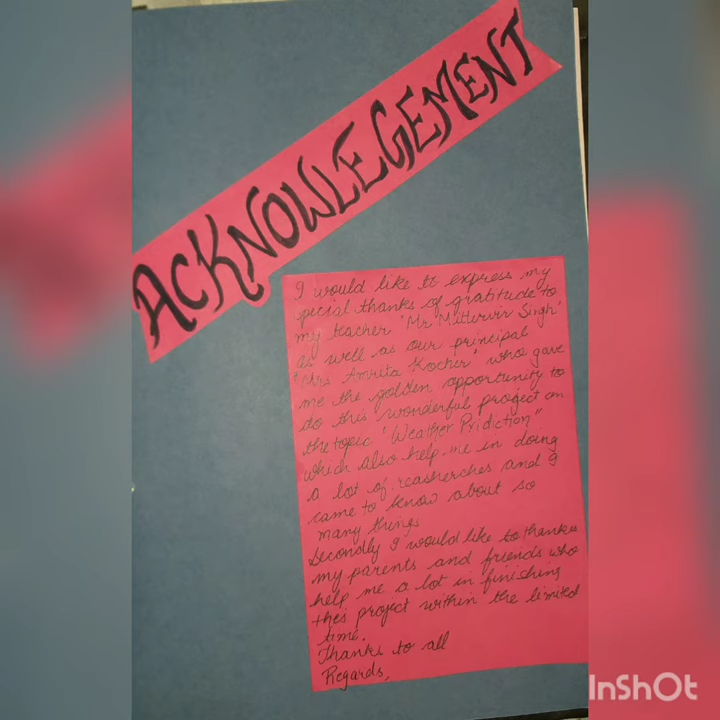 ACKNOWLEGEMENT
I would like to express my
special thanks of gratitude to
my teacher 'Mr Mittervir Singh'
as well as our principal
'Mrs Amrita Kocher' who gave
me the golden opportunity to
do this wonderful project on
the topic "Weather Pridiction"
which also help me in doing
a lot of reasherches and I
came to know about so
many things
Secondly I would like to thanks
my parents and friends who
help me a lot in finishing
this project within the limited
time.
Thanks to all
Regards,
InShOt